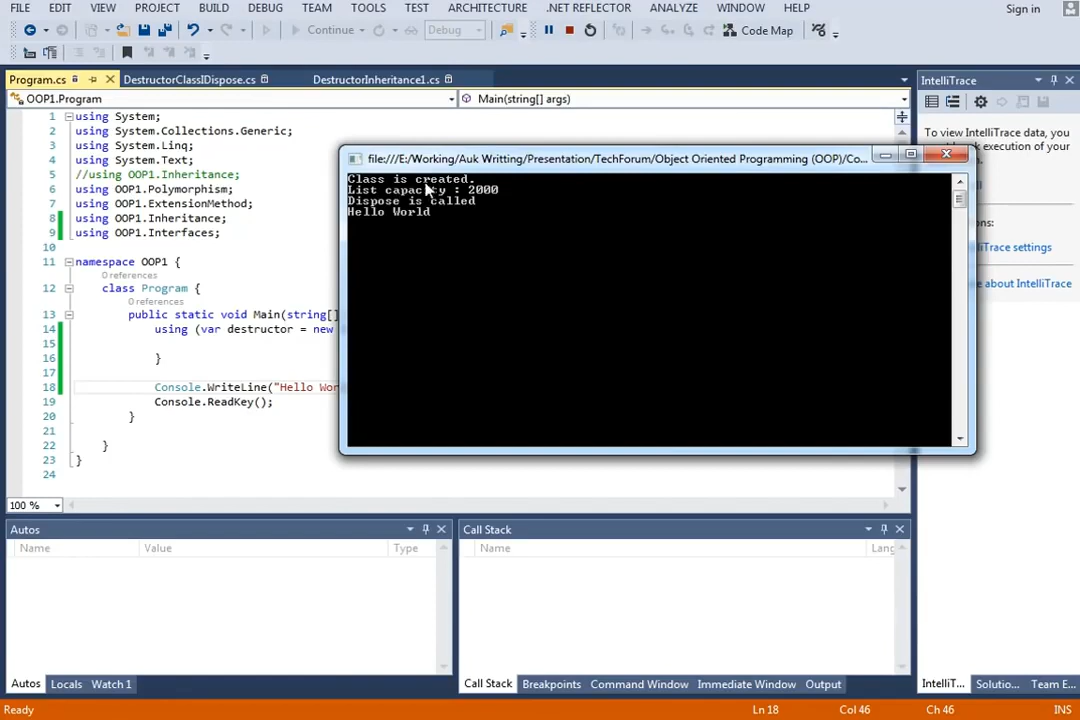 FILE EDIT VIEW PROJECT BUILD DEBUG TEAM TOOLS TEST ARCHITECTURE .NET REFLECTOR ANALYZE WINDOW HELP Sign in
Continue Debug Code Map
Program.cs DestructorClassIDispose.cs DestructorInheritance1.cs IntelliTrace
OOP1.Program Main(string[] args)
1 using System;
2 using System.Collections.Generic;
3 using System.Linq;
4 using System.Text;
5 //using OOP1.Inheritance;
6 using OOP1.Polymorphism;
7 using OOP1.ExtensionMethod;
8 using OOP1.Inheritance;
9 using OOP1.Interfaces;
10
11 namespace OOP1 {
0 references
12 class Program {
0 references
13 public static void Main(string[]
14 using (var destructor = new
15
16 }
17
18 Console.WriteLine("Hello Wor
19 Console.ReadKey();
20 }
21
22 }
23 }
24
file:///E:/Working/Auk Writting/Presentation/TechForum/Object Oriented Programming (OOP)/Co...
Class is created.
List capacity : 2000
Dispose is called
Hello World
To view IntelliTrace data, you
break execution of your
ons:
IntelliTrace settings
about IntelliTrace
100 %
Autos
Name Value Type
Call Stack
Name Lang
Autos Locals Watch 1
Call Stack Breakpoints Command Window Immediate Window Output
IntelliT... Solutio... Team E...
Ready Ln 18 Col 46 Ch 46 INS